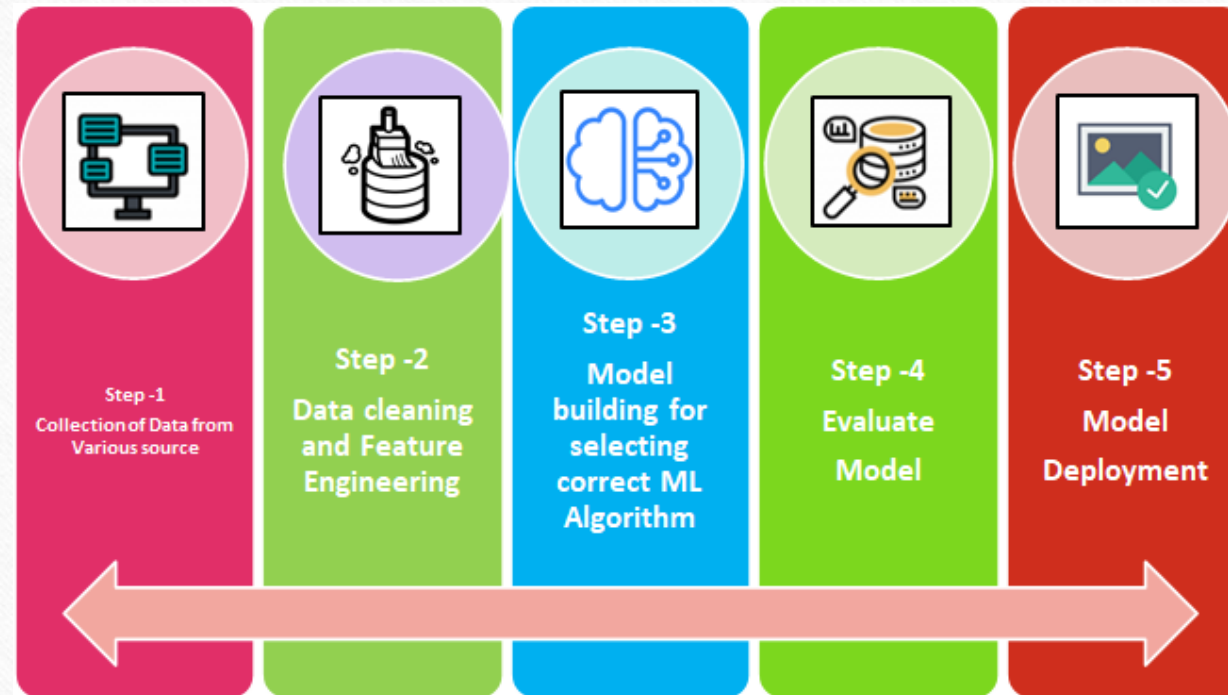 Step -1
Collection of Data from
Various source
Step -2
Data cleaning
and Feature
Engineering
Step -3
Model
building for
selecting
correct ML
Algorithm
Step -4
Evaluate
Model
Step -5
Model
Deployment